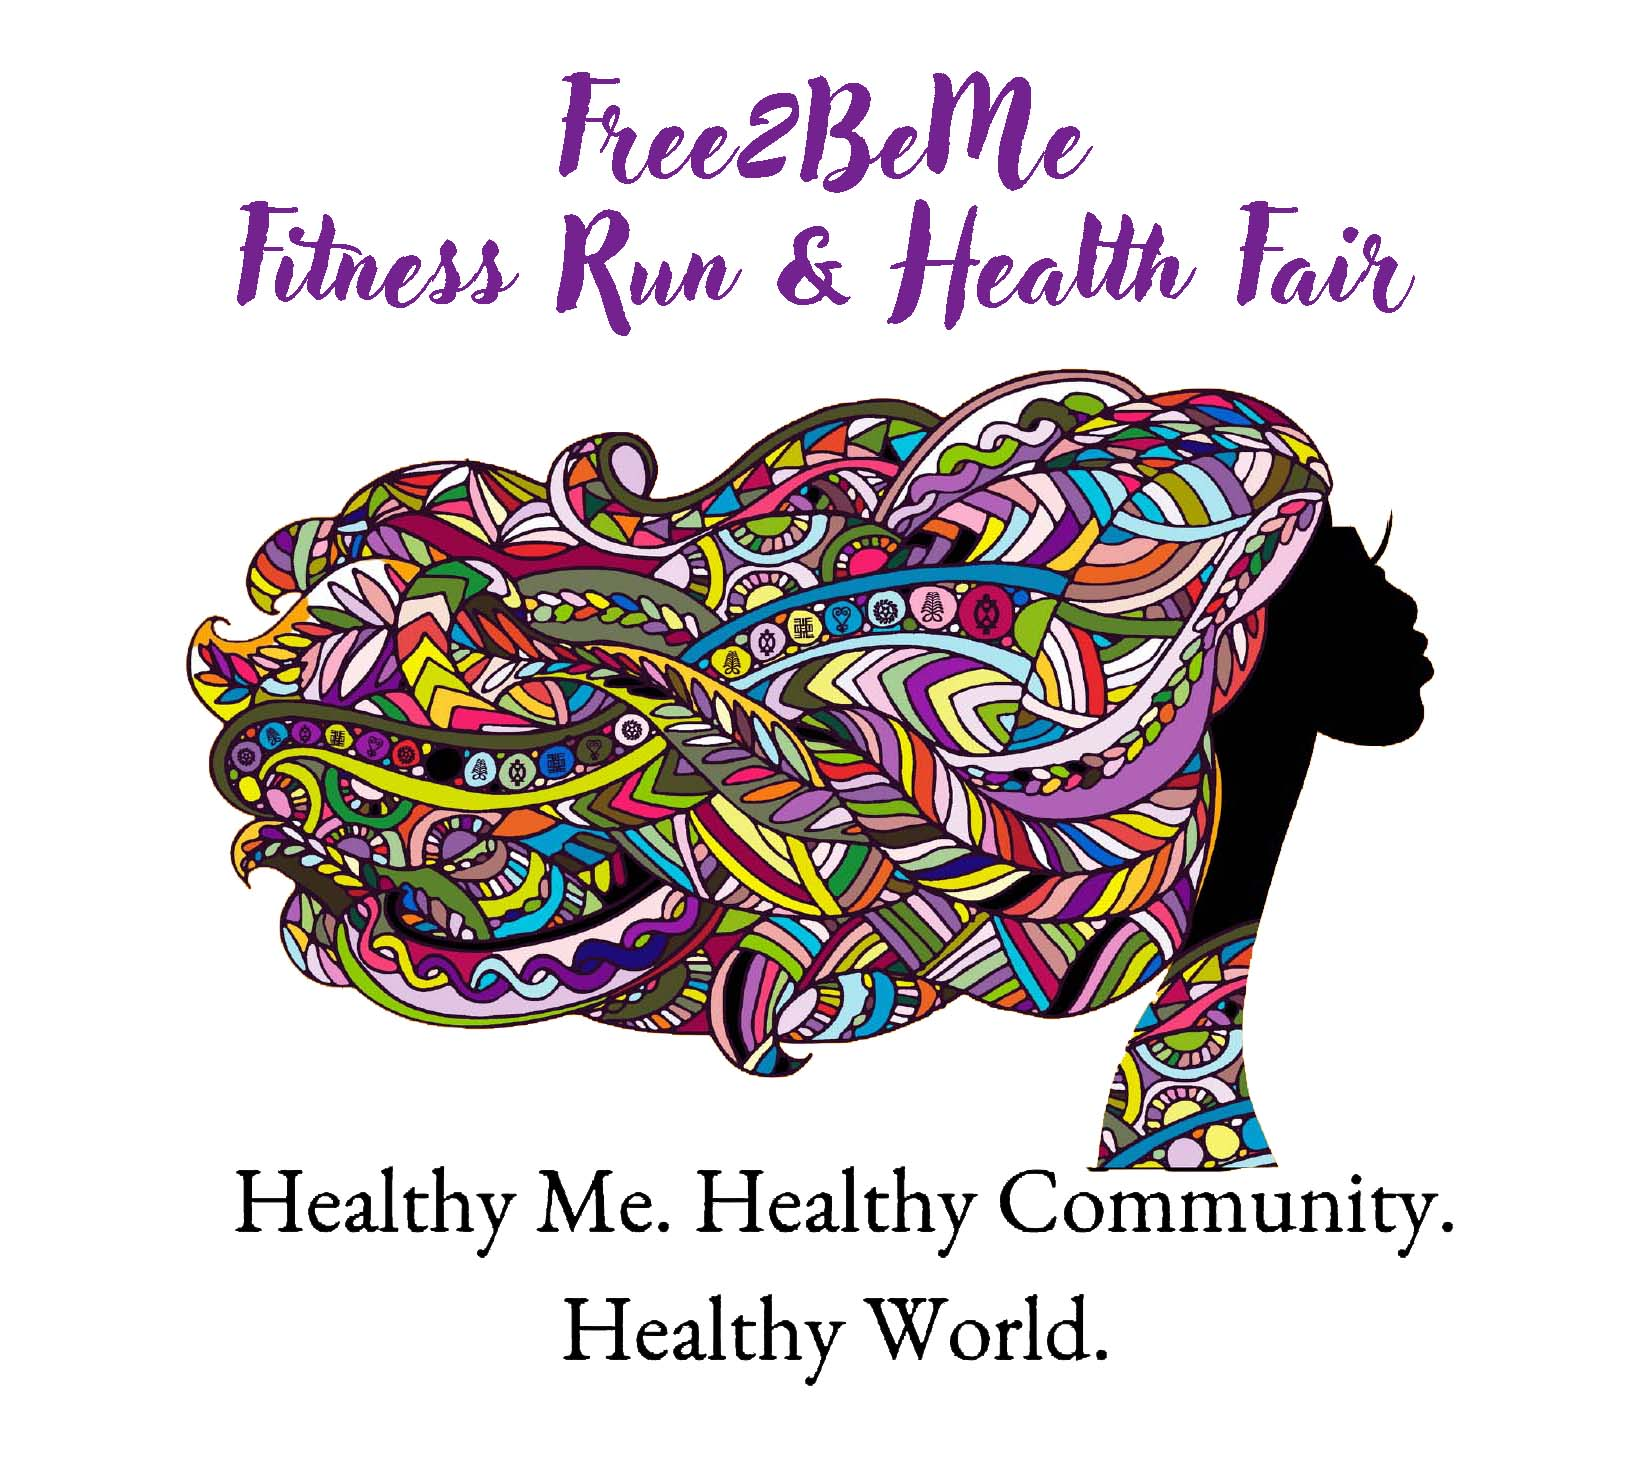 Free2BeMe
Fitness Run & Health Fair
Healthy Me. Healthy Community.
Healthy World.